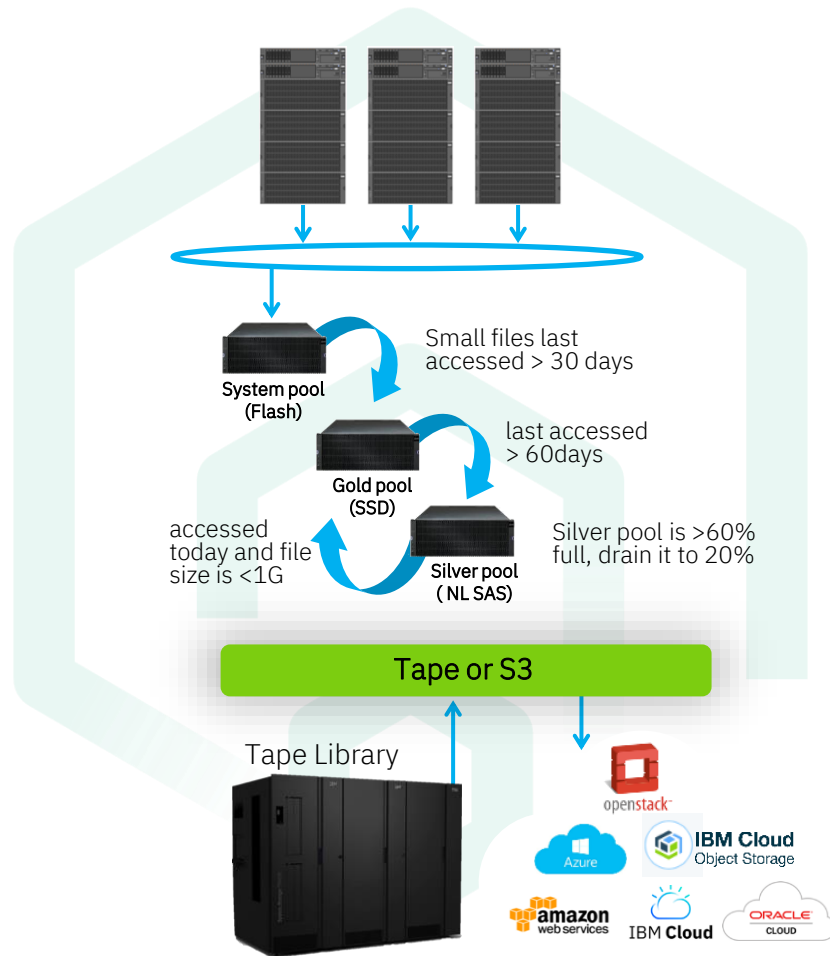 Small files last
accessed > 30 days
System pool
(Flash)
last accessed
> 60days
Gold pool
(SSD)
accessed
today and file
size is <1G
Silver pool is >60%
full, drain it to 20%
Silver pool
( NL SAS)
Tape or S3
Tape Library
openstack
Azure
IBM Cloud
Object Storage
amazon
web services
IBM Cloud
ORACLE
CLOUD